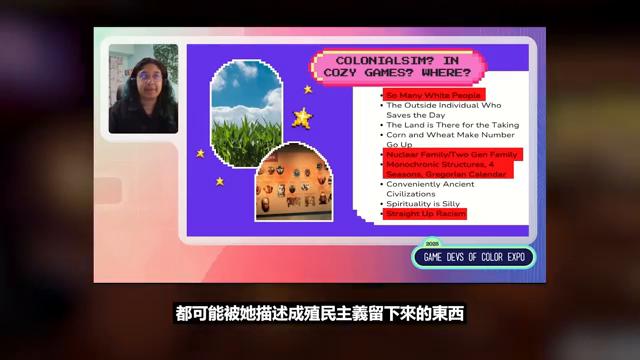 COLONIALSIM? IN
COZY GAMES? WHERE?
• So Many White People
• The Outside Individual Who
Saves the Day
• The Land is There for the Taking
• Corn and Wheat Make Number
Go Up
• Nuclear Family/Two Gen Family
• Monochronic Structures, 4
Seasons, Gregorian Calendar
• Conveniently Ancient
Civilizations
• Spirituality is Silly
• Straight Up Racism
2025
GAME DEVS OF COLOR EXPO
都可能被她描述成殖民主義留下來的東西